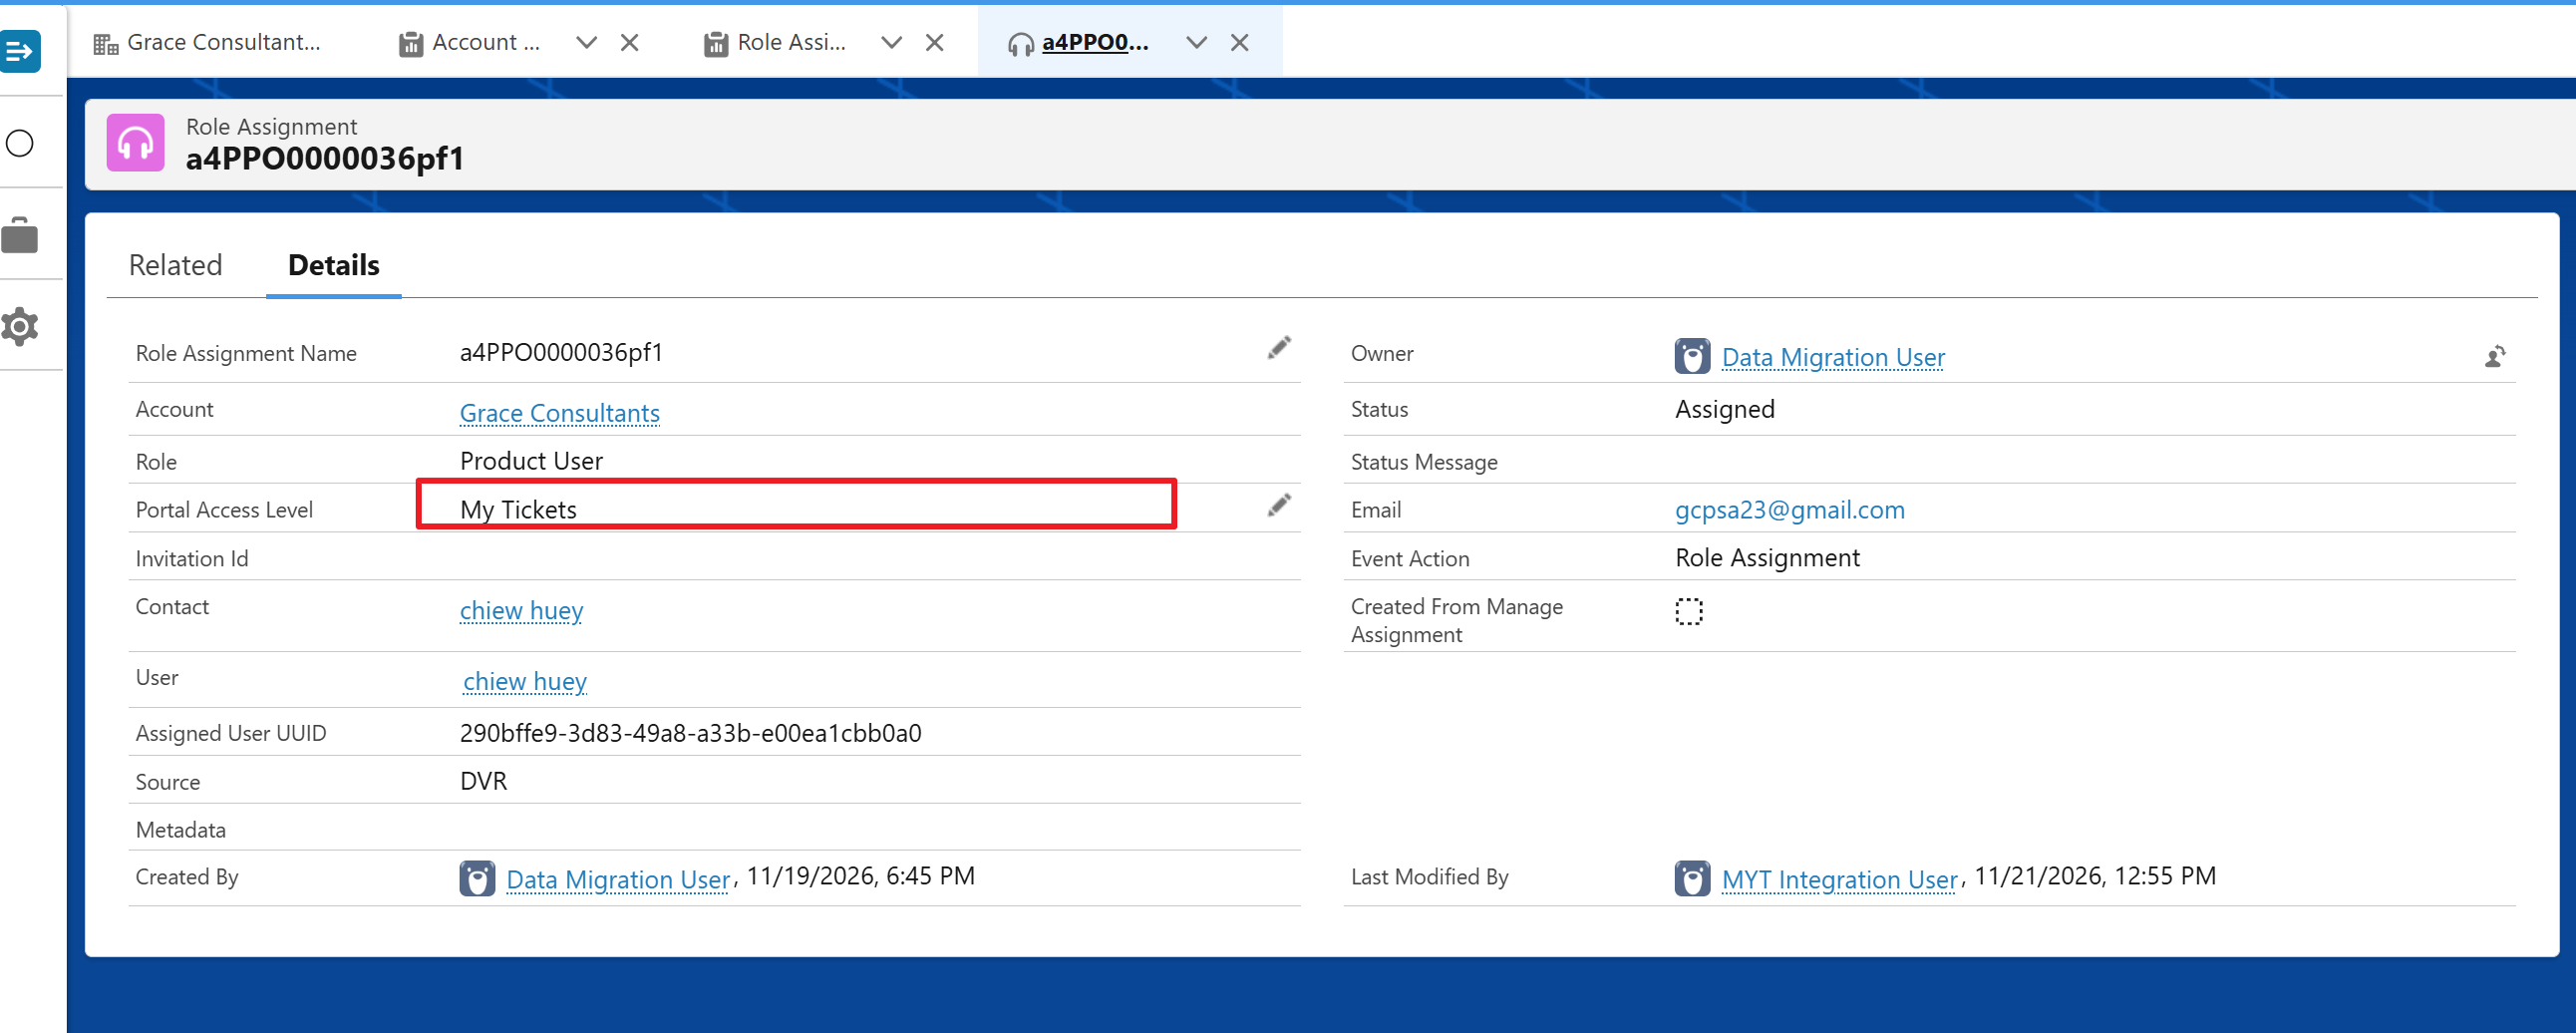 Grace Consultant...
Account ...
Role Assi...
a4PPO0...
Role Assignment
a4PPO0000036pf1
Related
Details
Role Assignment Name
a4PPO0000036pf1
Owner
Data Migration User
Account
Grace Consultants
Status
Assigned
Role
Product User
Status Message
Portal Access Level
My Tickets
Email
gcpsa23@gmail.com
Invitation Id
Event Action
Role Assignment
Contact
chiew huey
Created From Manage
Assignment
User
chiew huey
Assigned User UUID
290bffe9-3d83-49a8-a33b-e00ea1cbb0a0
Source
DVR
Metadata
Created By
Data Migration User, 11/19/2026, 6:45 PM
Last Modified By
MYT Integration User, 11/21/2026, 12:55 PM